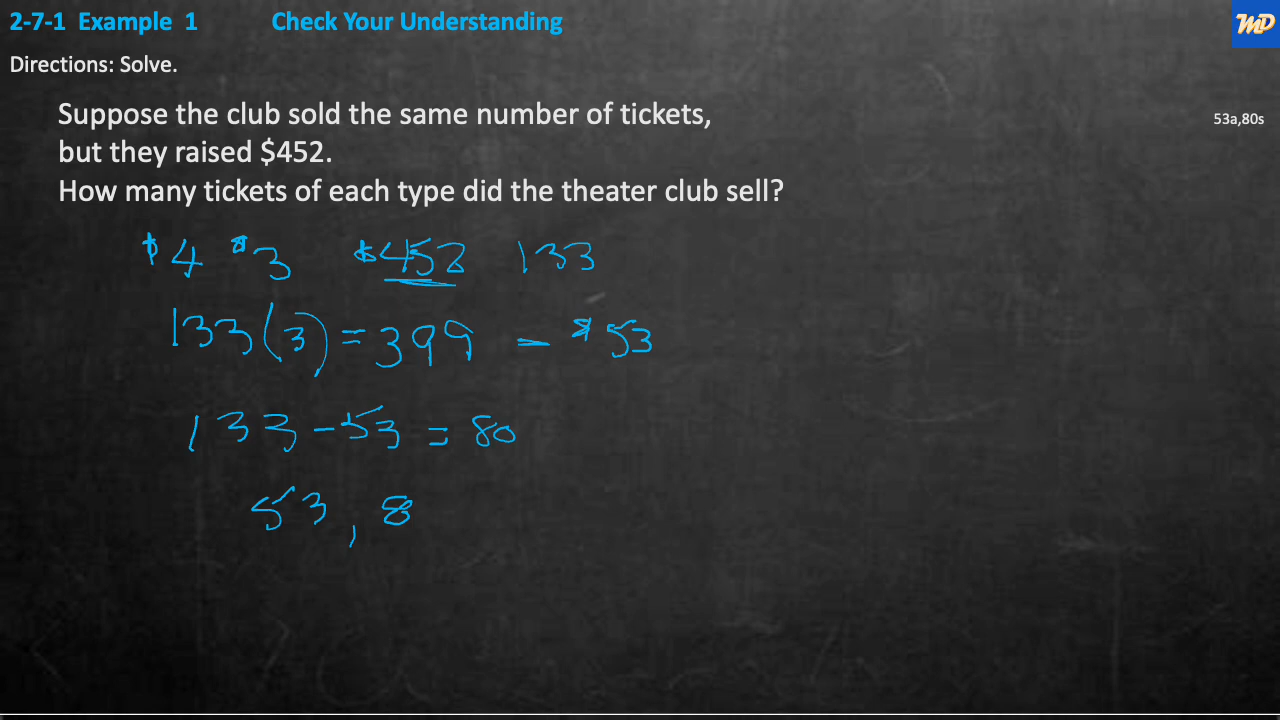 2-7-1 Example 1 Check Your Understanding
MD
Directions: Solve.
Suppose the club sold the same number of tickets,
53a,80s
but they raised $452.
How many tickets of each type did the theater club sell?
$4 $3 $452 133
133(3) = 399 - $53
133 - 53 = 80
53, 8